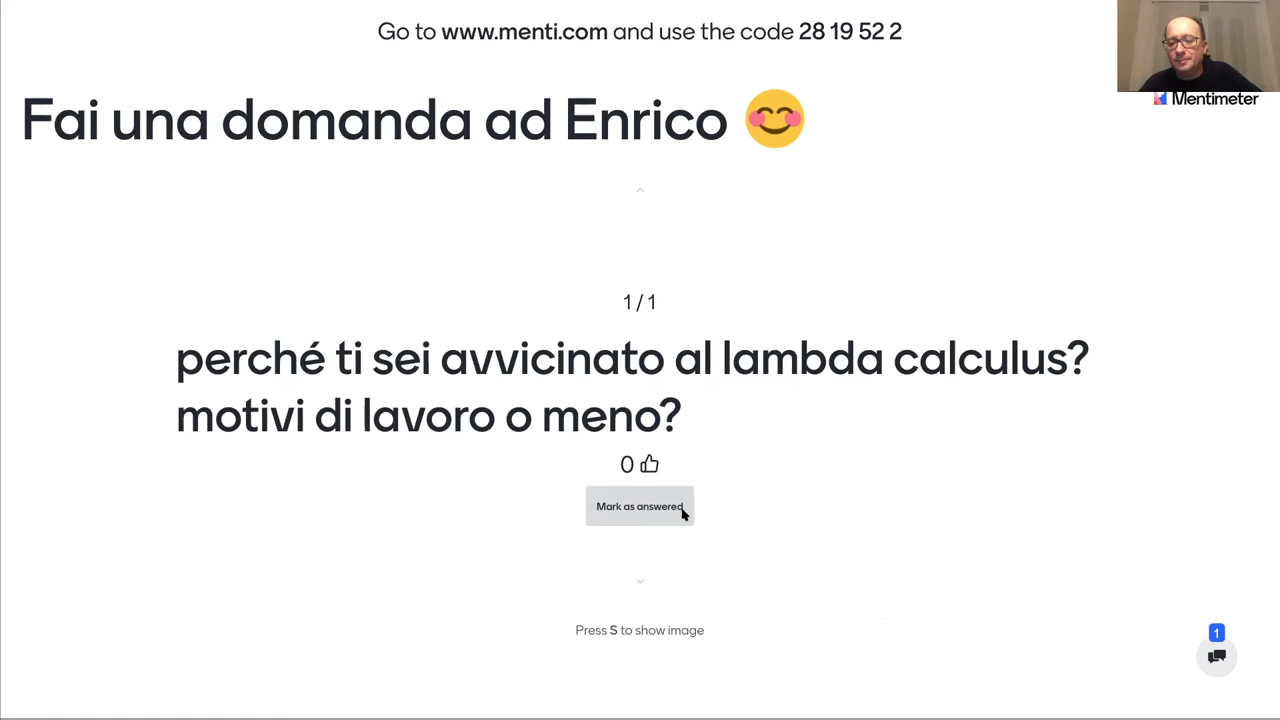 Go to www.menti.com and use the code 28 19 52 2
Mentimeter
Fai una domanda ad Enrico 😊
1 / 1
perché ti sei avvicinato al lambda calculus?
motivi di lavoro o meno?
0
Mark as answered
Press S to show image
1